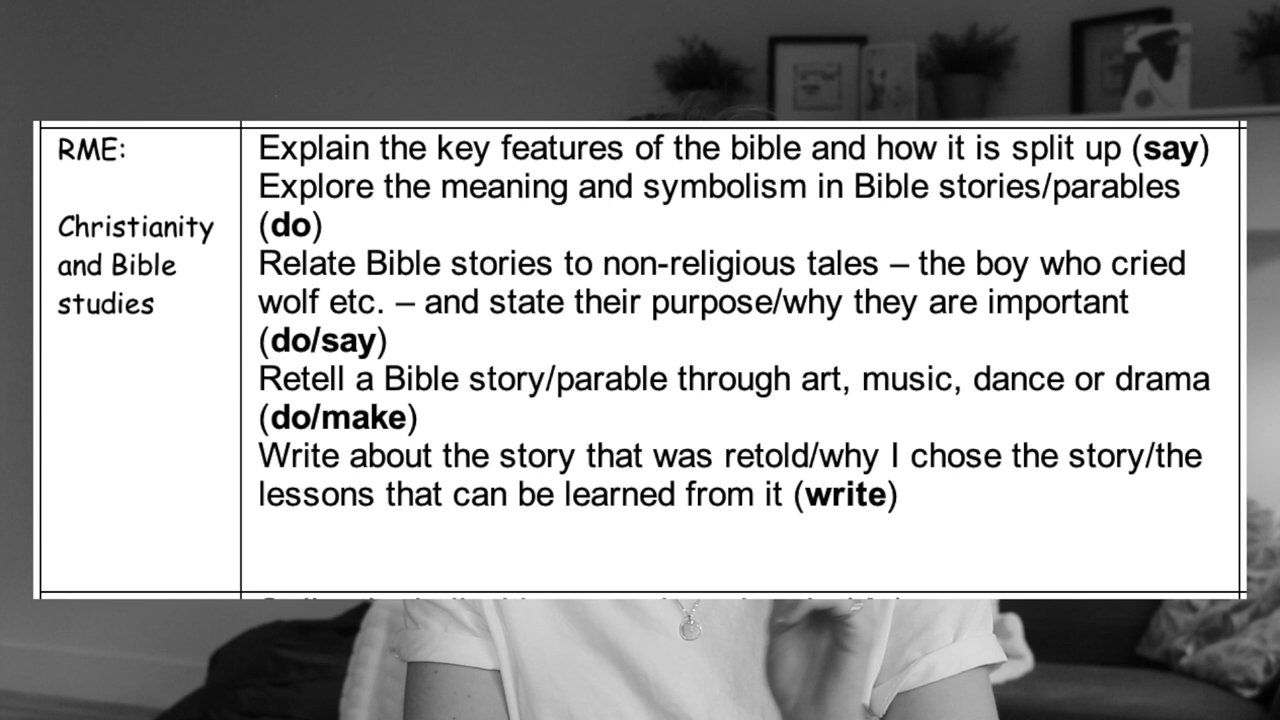 RME:
Christianity
and Bible
studies
Explain the key features of the bible and how it is split up (say)
Explore the meaning and symbolism in Bible stories/parables
(do)
Relate Bible stories to non-religious tales – the boy who cried
wolf etc. – and state their purpose/why they are important
(do/say)
Retell a Bible story/parable through art, music, dance or drama
(do/make)
Write about the story that was retold/why I chose the story/the
lessons that can be learned from it (write)